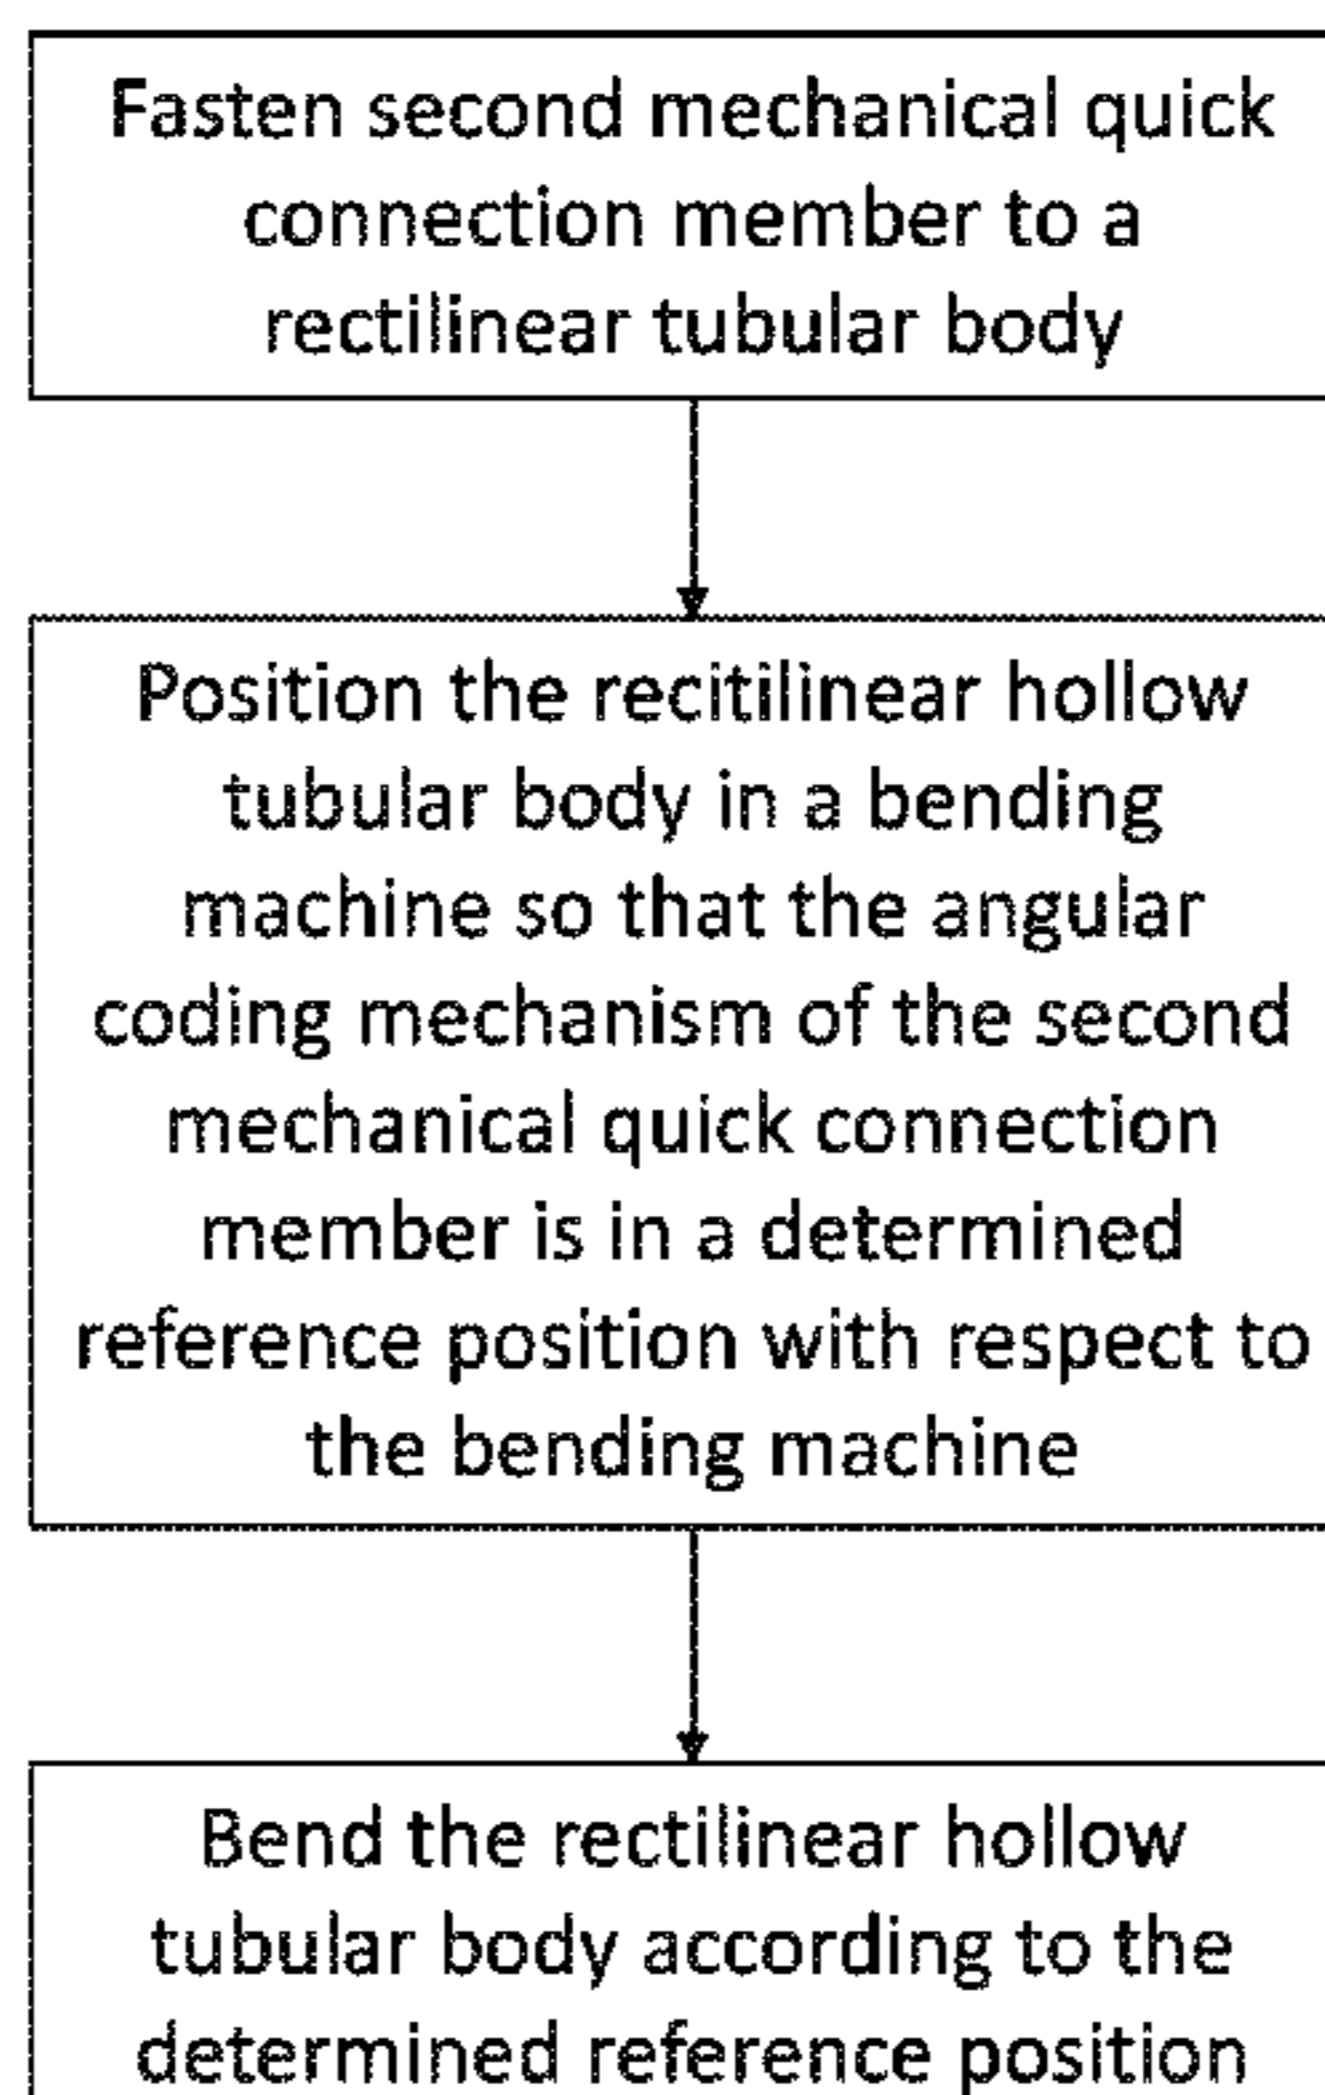 Fasten second mechanical quick
connection member to a
rectilinear tubular body
Position the recitilinear hollow
tubular body in a bending
machine so that the angular
coding mechanism of the second
mechanical quick connection
member is in a determined
reference position with respect to
the bending machine
Bend the rectilinear hollow
tubular body according to the
determined reference position